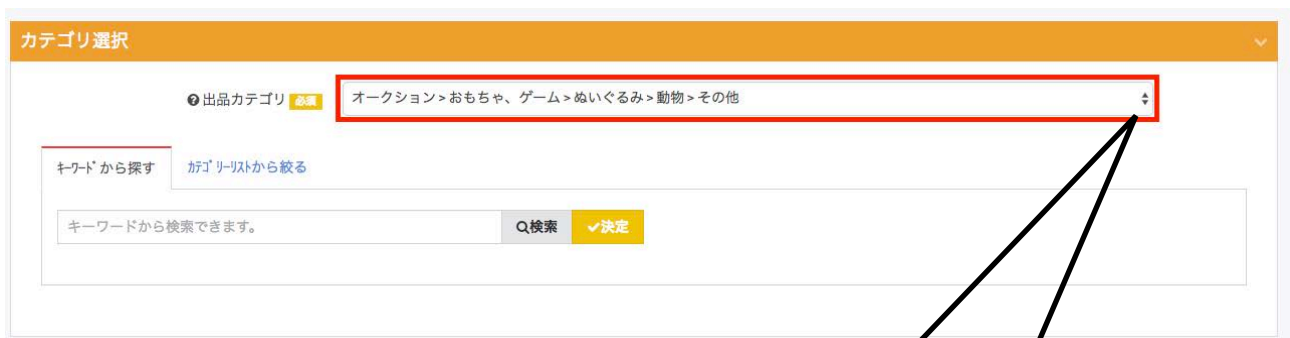 カテゴリ選択
出品カテゴリ 必須 オークション>おもちゃ、ゲーム>ぬいぐるみ>動物>その他
ｷｰﾜｰﾄﾞから探す ｶﾃｺﾞﾘｰﾘｽﾄから絞る
キーワードから検索できます。 検索 決定